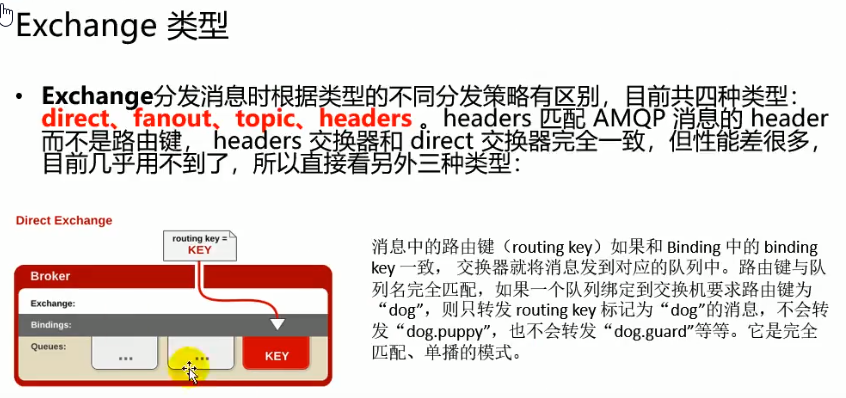 Exchange 类型
• Exchange分发消息时根据类型的不同分发策略有区别，目前共四种类型：
direct、fanout、topic、headers 。headers 匹配 AMQP 消息的 header
而不是路由键， headers 交换器和 direct 交换器完全一致，但性能差很多，
目前几乎用不到了，所以直接看另外三种类型：
Direct Exchange
routing key =
KEY
Broker
Exchange:
Bindings:
Queues:
...
...
KEY
消息中的路由键（routing key）如果和 Binding 中的 binding
key 一致， 交换器就将消息发到对应的队列中。路由键与队
列名完全匹配，如果一个队列绑定到交换机要求路由键为
“dog”，则只转发 routing key 标记为“dog”的消息，不会转
发“dog.puppy”，也不会转发“dog.guard”等等。它是完全
匹配、单播的模式。